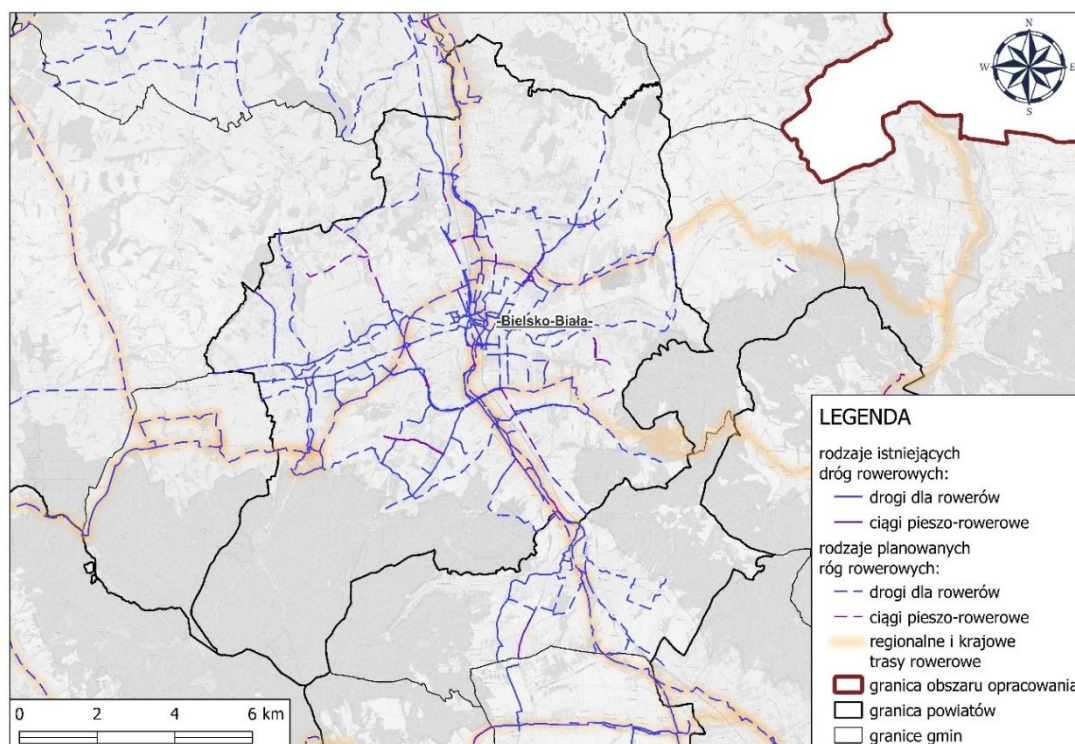 N
W E
S
-Bielsko-Biała-
LEGENDA
rodzaje istniejących
dróg rowerowych:
drogi dla rowerów
ciągi pieszo-rowerowe
rodzaje planowanych
róg rowerowych:
drogi dla rowerów
ciągi pieszo-rowerowe
regionalne i krajowe
trasy rowerowe
granica obszaru opracowania
granica powiatów
granice gmin
0 2 4 6 km